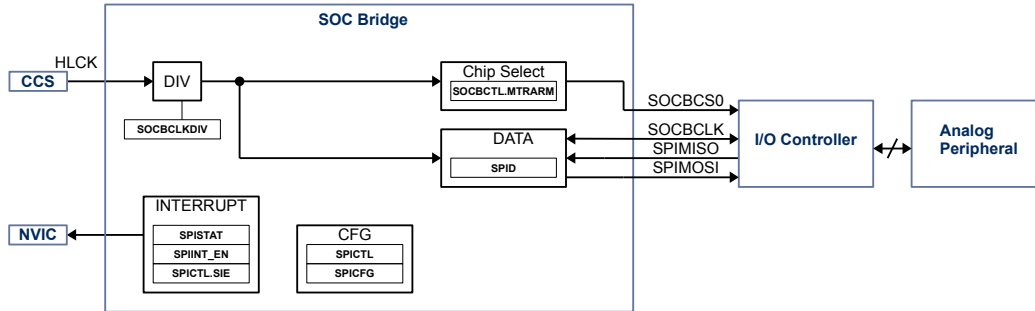 SOC Bridge
HLCK
CCS
DIV
SOCBCLKDIV
Chip Select
SOCBCTL.MTRARM
DATA
SPID
SOCBCS0
SOCBCLK
SPIMISO
SPIMOSI
I/O Controller
Analog
Peripheral
NVIC
INTERRUPT
SPISTAT
SPIINT_EN
SPICTL.SIE
CFG
SPICTL
SPICFG